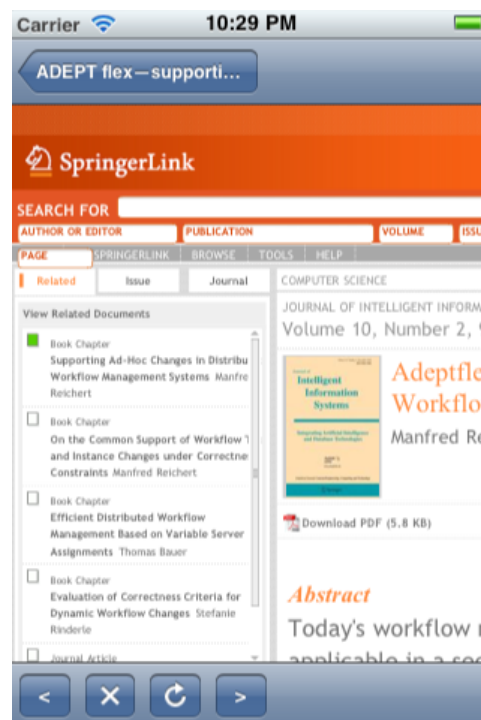 Carrier 10:29 PM
ADEPT flex—supporti...
SpringerLink
SEARCH FOR
AUTHOR OR EDITOR PUBLICATION VOLUME ISSU
PAGE SPRINGERLINK BROWSE TOOLS HELP
Related Issue Journal
View Related Documents
Book Chapter
Supporting Ad-Hoc Changes in Distribu
Workflow Management Systems Manfre
Reichert
Book Chapter
On the Common Support of Workflow T
and Instance Changes under Correctne
Constraints Manfred Reichert
Book Chapter
Efficient Distributed Workflow
Management Based on Variable Server
Assignments Thomas Bauer
Book Chapter
Evaluation of Correctness Criteria for
Dynamic Workflow Changes Stefanie
Rinderle
Journal Article
COMPUTER SCIENCE
JOURNAL OF INTELLIGENT INFORM
Volume 10, Number 2,
Intelligent
Information
Systems
Adeptfle
Workflo
Manfred Re
Download PDF (5.8 KB)
Abstract
Today's workflow
applicable in a
< X >